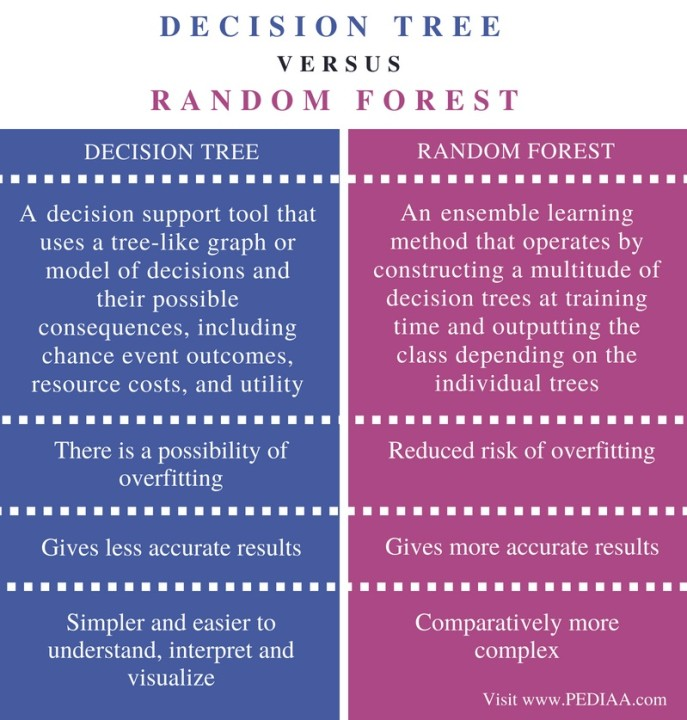 DECISION TREE
VERSUS
RANDOM FOREST
DECISION TREE
A decision support tool that
uses a tree-like graph or
model of decisions and
their possible
consequences, including
chance event outcomes,
resource costs, and utility
There is a possibility of
overfitting
Gives less accurate results
Simpler and easier to
understand, interpret and
visualize
RANDOM FOREST
An ensemble learning
method that operates by
constructing a multitude of
decision trees at training
time and outputting the
class depending on the
individual trees
Reduced risk of overfitting
Gives more accurate results
Comparatively more
complex
Visit www.PEDIAA.com